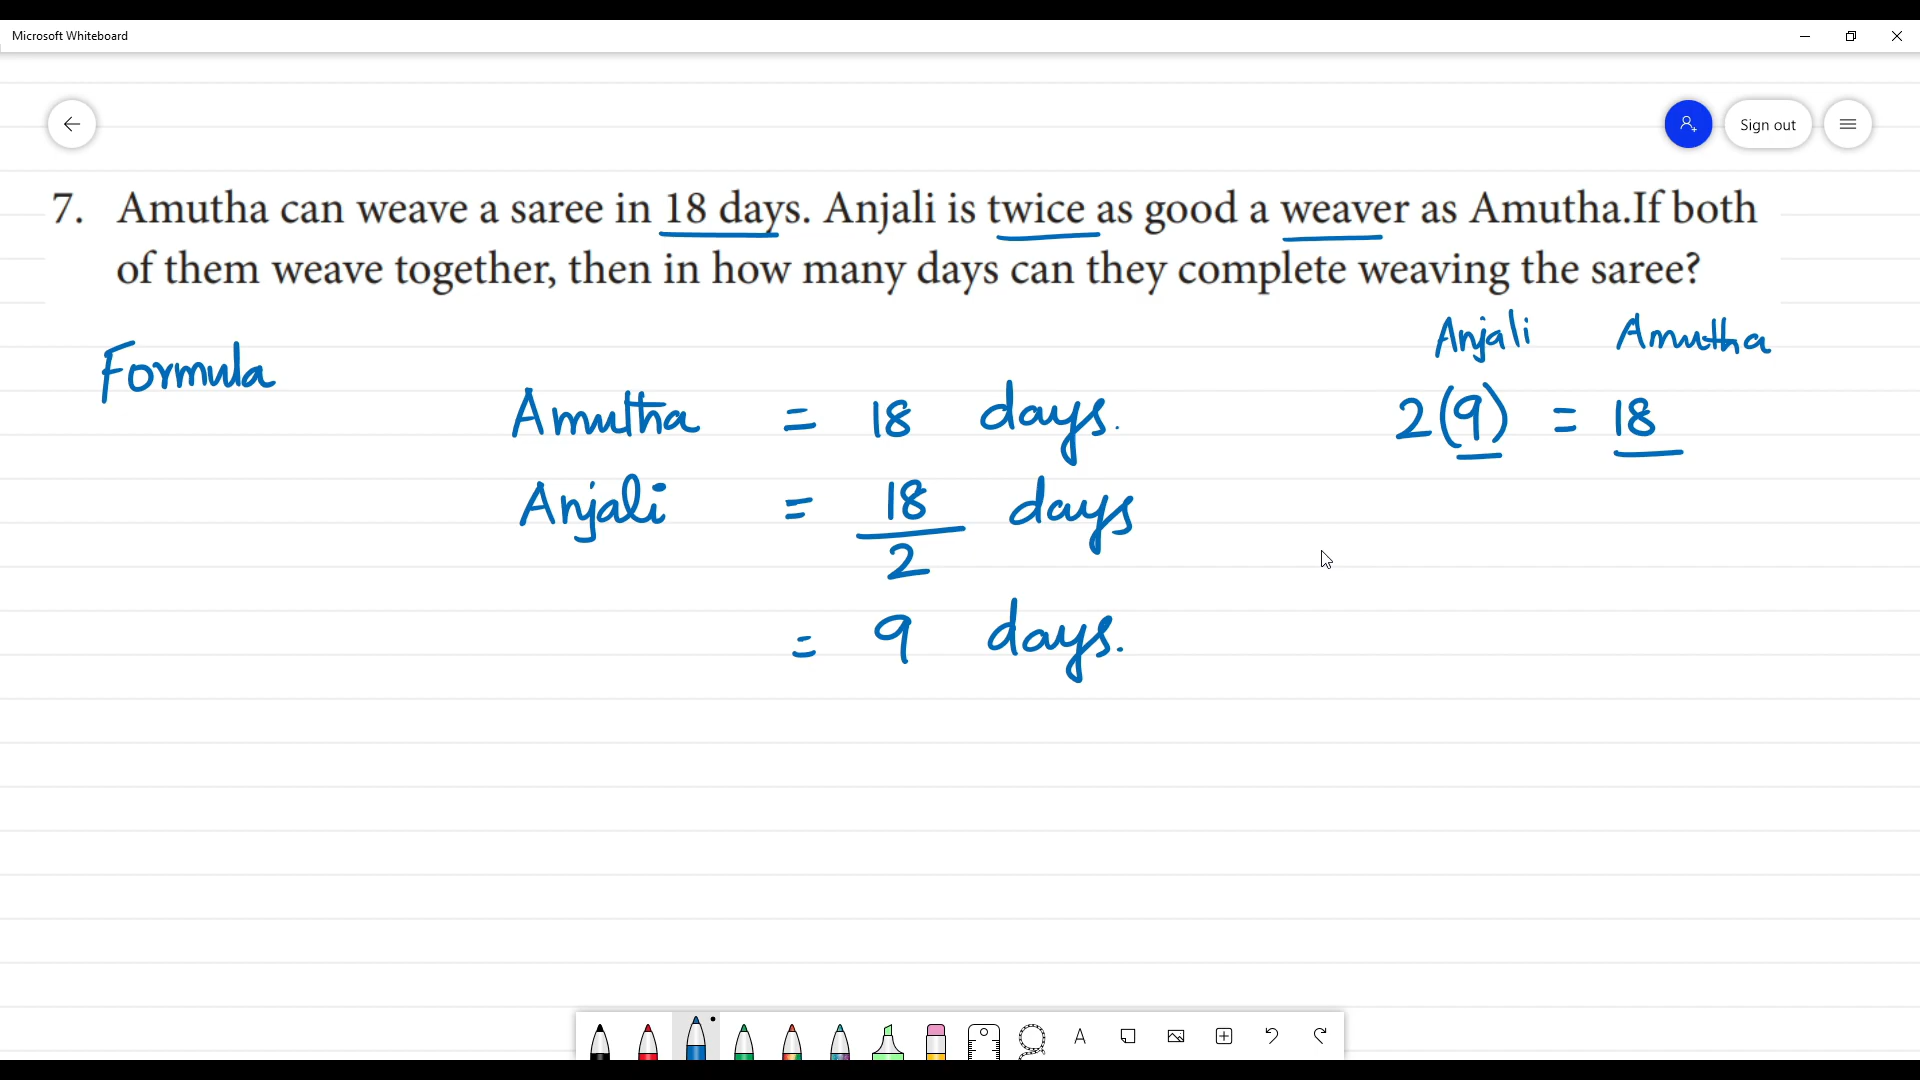 Microsoft Whiteboard
Sign out
7. Amutha can weave a saree in 18 days. Anjali is twice as good a weaver as Amutha.If both
of them weave together, then in how many days can they complete weaving the saree?
Formula
Anjali Amutha
Amutha = 18 days.
2(9) = 18
Anjali = 18/2 days
= 9 days.
A